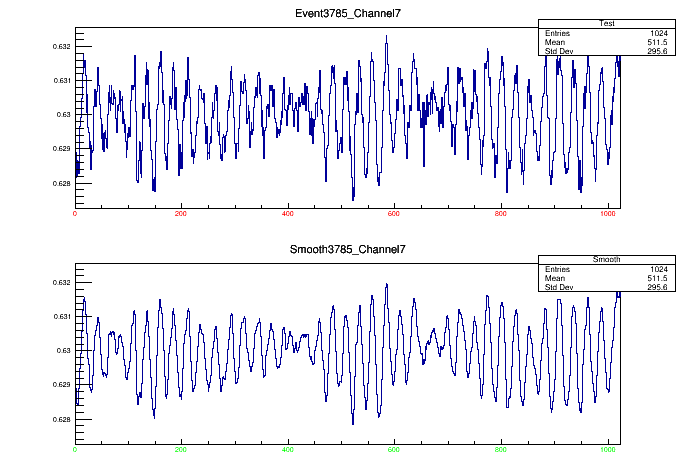 Event3785_Channel7
Test
Entries 1024
Mean 511.5
Std Dev 295.6
0.632
0.631
0.63
0.629
0.628
0 200 400 600 800 1000
Smooth3785_Channel7
Smooth
Entries 1024
Mean 511.5
Std Dev 295.6
0.632
0.631
0.63
0.629
0.628
0 200 400 600 800 1000